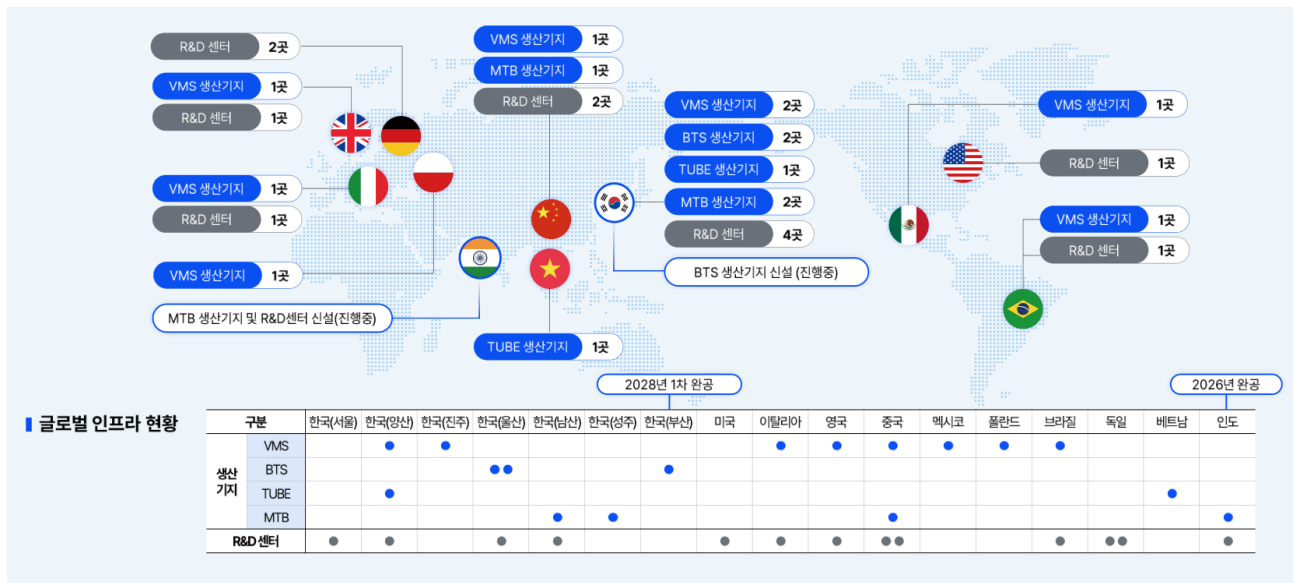 R&D 센터 2곳
VMS 생산기지 1곳
R&D 센터 1곳
VMS 생산기지 1곳
R&D 센터 1곳
VMS 생산기지 1곳
MTB 생산기지 및 R&D센터 신설(진행중)
VMS 생산기지 1곳
MTB 생산기지 1곳
R&D 센터 2곳
TUBE 생산기지 1곳
VMS 생산기지 2곳
BTS 생산기지 2곳
TUBE 생산기지 1곳
MTB 생산기지 2곳
R&D 센터 4곳
BTS 생산기지 신설 (진행중)
VMS 생산기지 1곳
R&D 센터 1곳
VMS 생산기지 1곳
R&D 센터 1곳
2028년 1차 완공
2026년 완공
글로벌 인프라 현황
구분 한국(서울) 한국(양산) 한국(진주) 한국(울산) 한국(남산) 한국(성주) 한국(부산) 미국 이탈리아 영국 중국 멕시코 폴란드 브라질 독일 베트남 인도
생산
기지
VMS
BTS
TUBE
MTB
R&D 센터